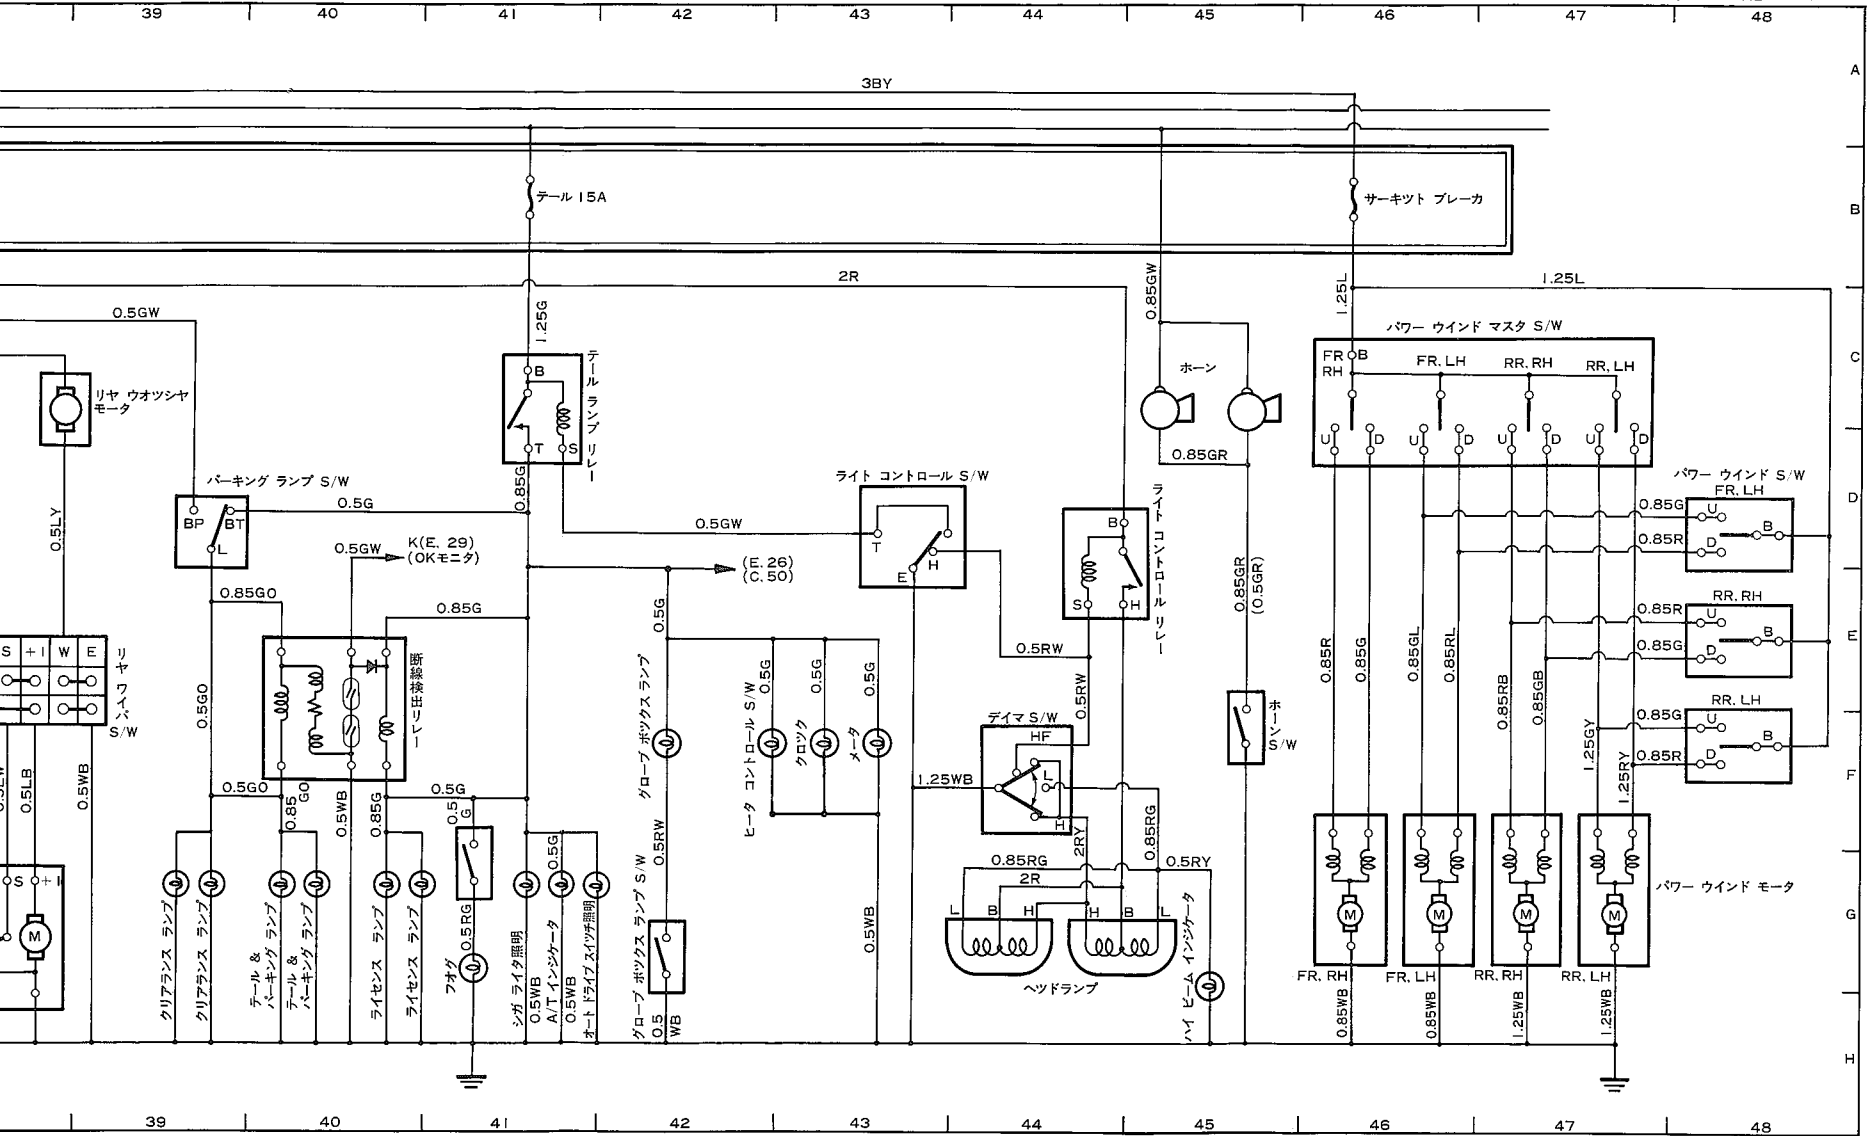 39 40 41 42 43 44 45 46 47 48
A
B
C
D
E
F
G
H
3BY
テール 15A
サーキット ブレーカ
2R
1.25L
1.25L
0.85GW
0.5GW
1.25G
パワー ウインド マスタ S/W
FR RH
B
FR, LH
RR, RH
RR, LH
U D U D U D U D
テール ランプ リレー
B
T
S
ホーン
0.85GR
リヤ ウオツシヤ モータ
0.5LY
パーキング ランプ S/W
BP
BT
L
0.5G
0.85G
0.5GW
K(E. 29)
(OKモニタ)
0.5GW
(E. 26)
(C. 50)
ライト コントロール S/W
T
H
E
ライト コントロール リレー
B
S
H
0.85GR
(0.5GR)
パワー ウインド S/W
FR, LH
0.85G
U
B
0.85R
D
RR, RH
0.85R
U
B
0.85G
D
RR, LH
0.85G
U
B
0.85R
D
0.85R
0.85G
0.85GL
0.85RL
0.85RB
0.85GB
1.25GY
1.25RY
S +1 W E
リヤ ワイパ S/W
0.85GO
0.85G
0.5GO
断線検出リレー
0.5G
グローブ ボックス ランプ
0.5G
0.5G
0.5G
ヒータ コントロール S/W
クロック
メータ
0.5RW
0.5RW
デイマ S/W
HF
L
H
ホーン S/W
1.25WB
0.5LB
0.5WB
0.5GO
0.85GO
0.5WB
0.85G
0.5G
0.5G
0.5G
0.5RW
2RY
0.85RG
0.85RG
0.5RY
2R
L B H
H B L
ヘツドランプ
ハイ ビーム インジケータ
S +1
M
クリアランス ランプ
クリアランス ランプ
テール & パーキング ランプ
テール & パーキング ランプ
ライセンス ランプ
ライセンス ランプ
フオグ
0.5RG
シガ ライタ照明
0.5WB
A/T インジケータ
0.5WB
オート ドライブ スイッチ照明
グローブ ボックス ランプ S/W
0.5WB
0.5WB
M M M M
パワー ウインド モータ
FR, RH
FR, LH
RR, RH
RR, LH
0.85WB
0.85WB
1.25WB
1.25WB
39 40 41 42 43 44 45 46 47 48